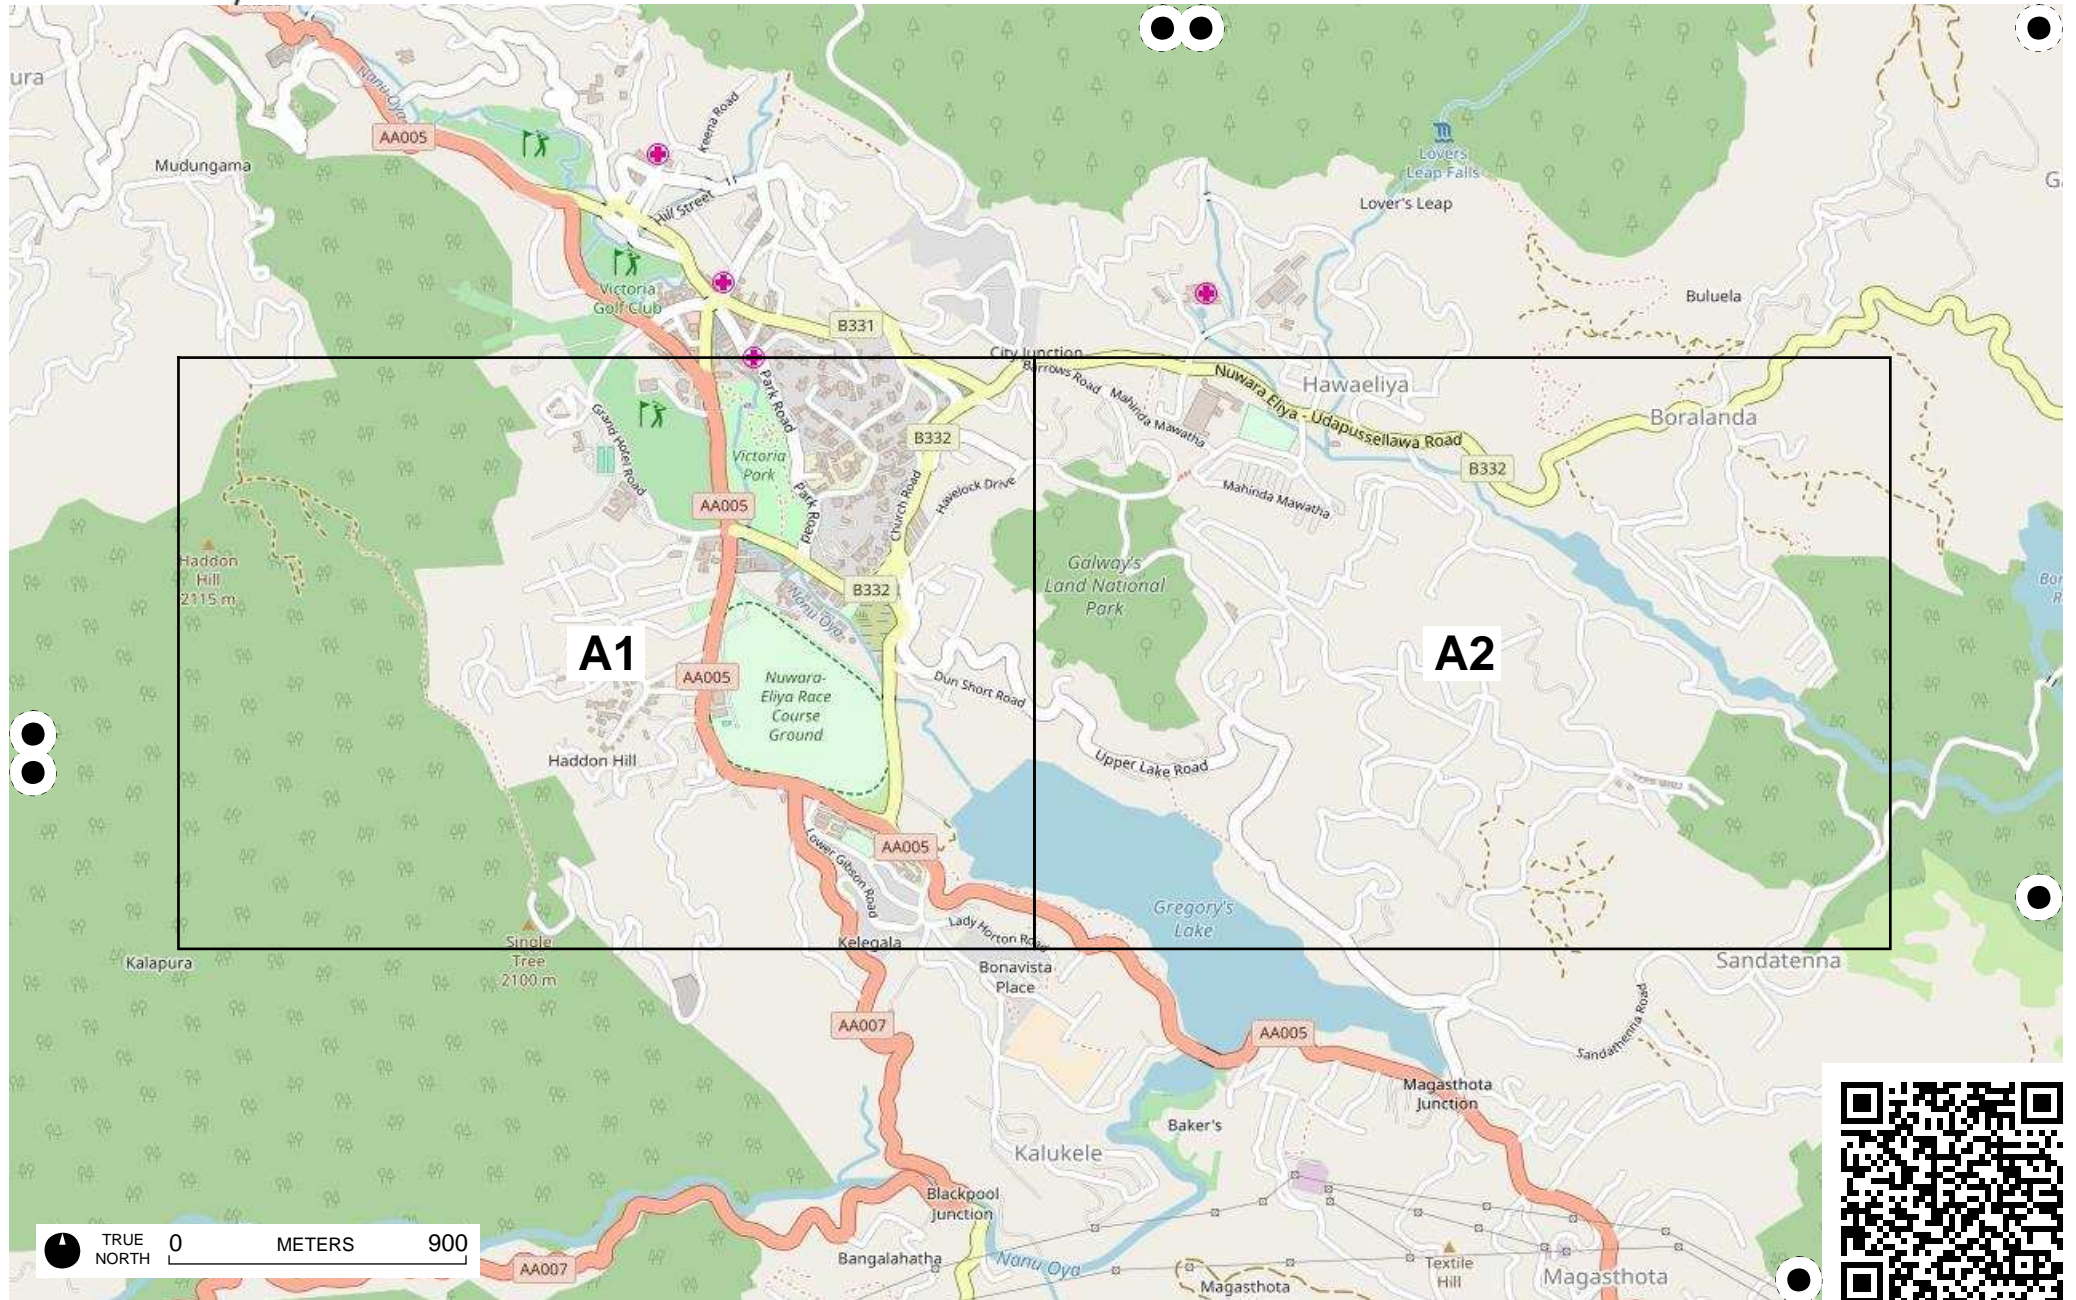 ura
Nanu Oya
AA005
Mudungama
Keena Road
Hill Street
Lovers
Leap Falls
Lover's Leap
Victoria
Golf Club
B331
Buluela
City Junction
Barrows Road
Mahinda Mawatha
Nuwara Eliya - Udapussellawa Road
Hawaeliya
Boralanda
Grand Hotel Road
Park Road
Victoria
Park
B332
B332
AA005
Park Road
Church Road
Havelock Drive
Mahinda Mawatha
Haddon
Hill
2115 m
Galway's
Land National
Park
Nanu Oya
B332
A1
A2
AA005
Nuwara-
Eliya Race
Course
Ground
Dun Short Road
Haddon Hill
Upper Lake Road
Lower Gibson Road
AA005
Gregory's
Lake
Lady Horton Road
Single
Tree
2100 m
Kelegala
Kalapura
Bonavista
Place
Sandatenna
Sandathenna Road
AA007
AA005
Magasthota
Junction
Baker's
Kalukele
Blackpool
Junction
TRUE
NORTH
0 METERS 900
AA007
Bangalahatha
Nanu Oya
Magasthota
Textile
Hill
Magasthota